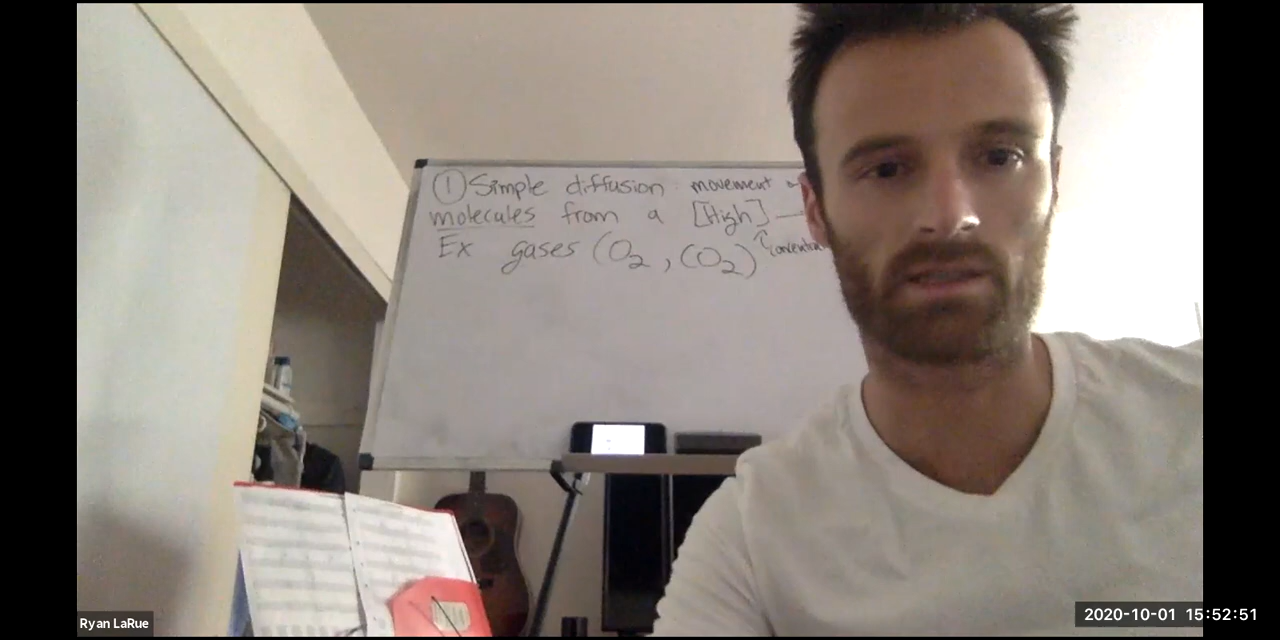 ① Simple diffusion movement
molecules from a [High] —
Ex gases (O₂, CO₂)
Ryan LaRue
2020-10-01 15:52:51